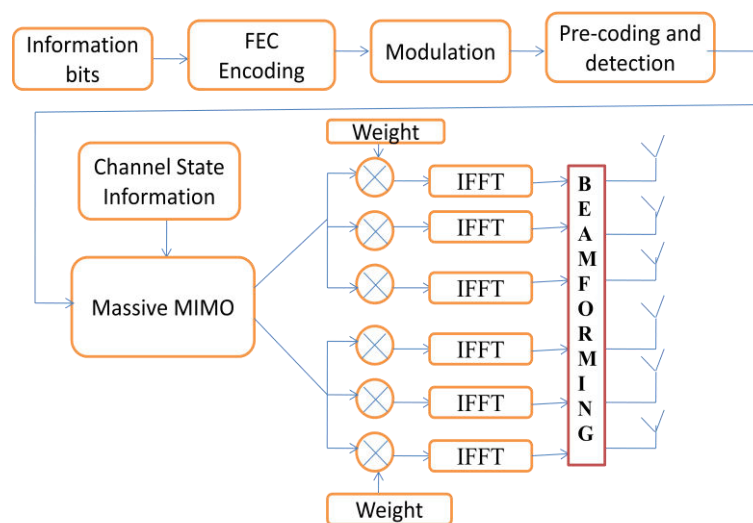 Information
bits
FEC
Encoding
Modulation
Pre-coding and
detection
Weight
Channel State
Information
Massive MIMO
IFFT
IFFT
IFFT
IFFT
IFFT
IFFT
B
E
A
M
F
O
R
M
I
N
G
Weight